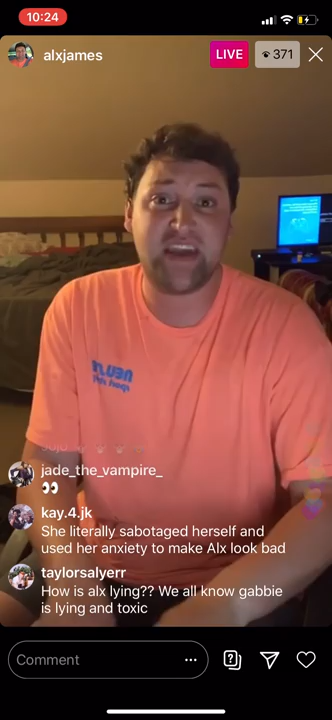 10:24
alxjames
LIVE
371
jade_the_vampire_
👀
kay.4.jk
She literally sabotaged herself and
used her anxiety to make Alx look bad
taylorsalyerr
How is alx lying?? We all know gabbie
is lying and toxic
Comment